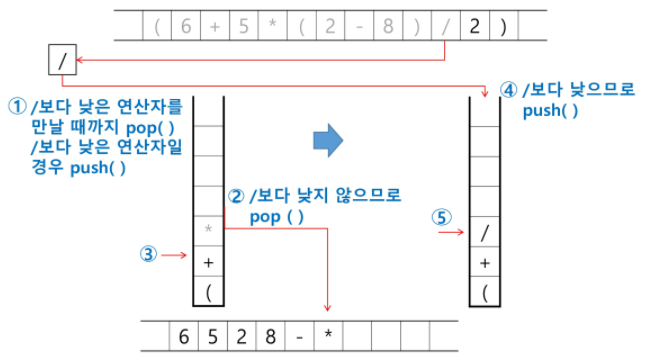 ( 6 + 5 * ( 2 - 8 ) / 2 )
/
① /보다 낮은 연산자를
만날 때까지 pop( )
/보다 낮은 연산자일
경우 push( )
② /보다 낮지 않으므로
pop ( )
*
③
+
(
④ /보다 낮으므로
push( )
⑤
/
+
(
6 5 2 8 - *